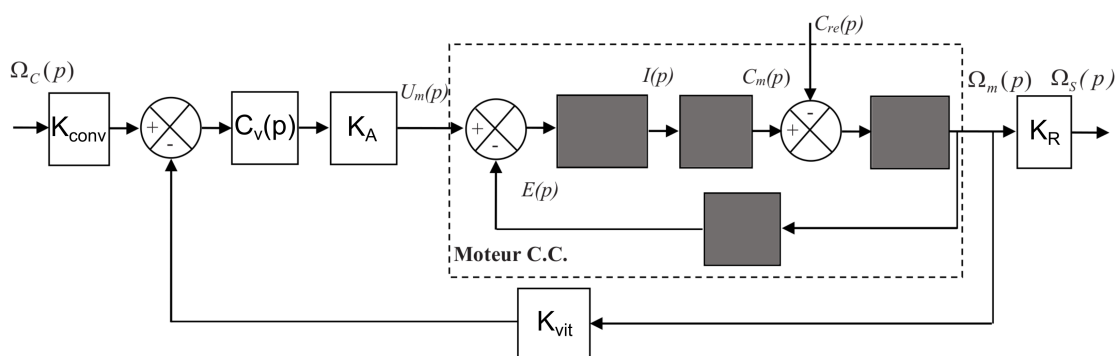 C_re(p)
Ω_C(p)
U_m(p)
I(p)
C_m(p)
Ω_m(p)
Ω_S(p)
K_conv
+
-
C_v(p)
K_A
+
-
+
-
K_R
E(p)
Moteur C.C.
K_vit